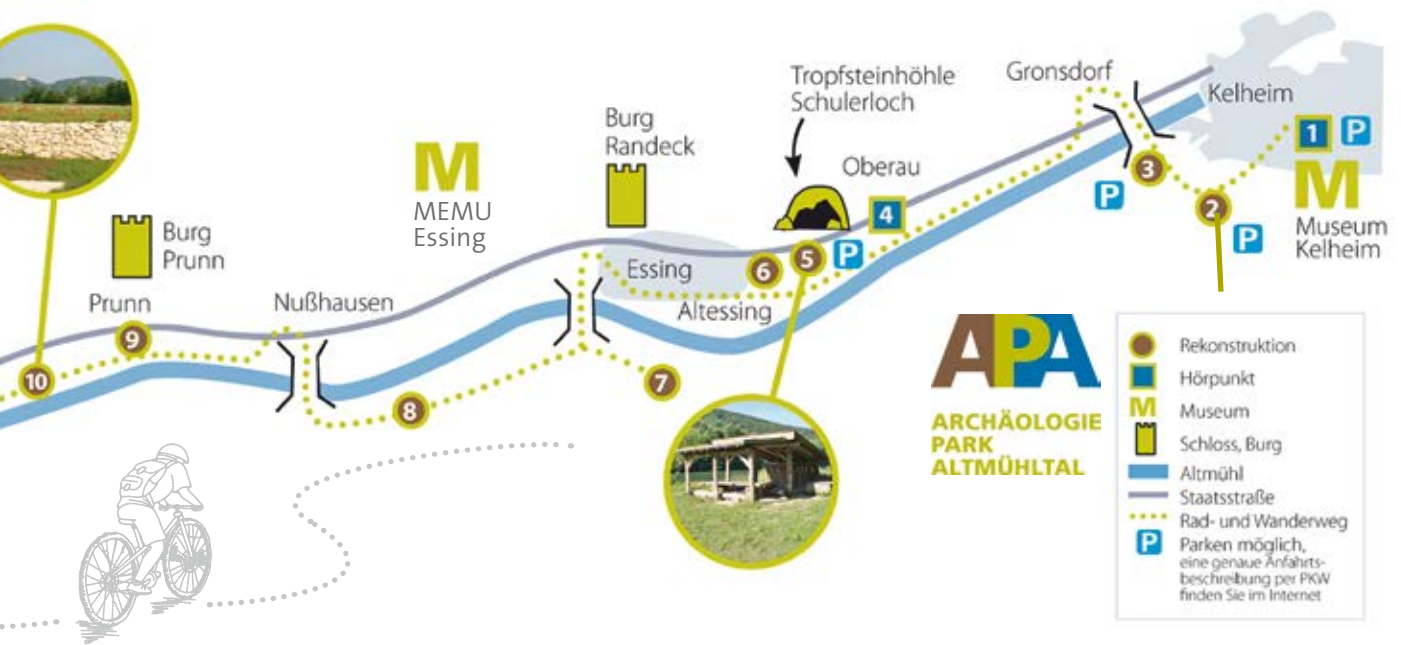 Tropfsteinhöhle
Schulerloch
Gronsdorf
Kelheim
1
P
M
Museum
Kelheim
Burg
Randeck
M
MEMU
Essing
Oberau
4
P
3
P
2
P
Burg
Prunn
Essing
6
5
P
Altessing
Prunn
Nußhausen
9
10
8
7
APA
ARCHÄOLOGIE
PARK
ALTMÜHLTAL
Rekonstruktion
Hörpunkt
M Museum
Schloss, Burg
Altmühl
Staatsstraße
Rad- und Wanderweg
P Parken möglich,
eine genaue Anfahrts-
beschreibung per PKW
finden Sie im Internet